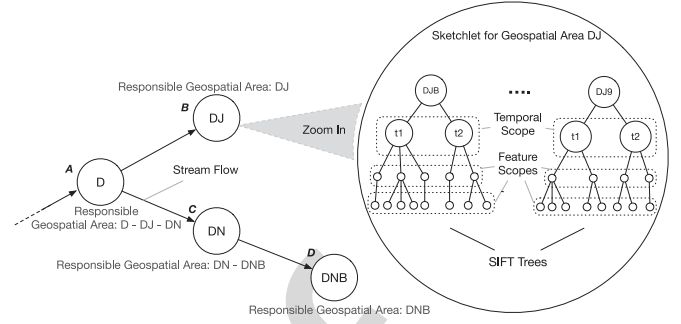 Sketchlet for Geospatial Area DJ
Responsible Geospatial Area: DJ
B
DJ
Zoom In
DJB
....
DJ9
Temporal
Scope
t1
t2
t1
t2
Feature
Scopes
SIFT Trees
A
D
Stream Flow
Responsible
Geospatial Area: D - DJ - DN
C
DN
Responsible Geospatial Area: DN - DNB
D
DNB
Responsible Geospatial Area: DNB